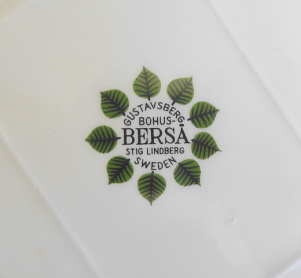 GUSTAVSBERG
BOHUS-
BERSÅ
STIG LINDBERG
SWEDEN